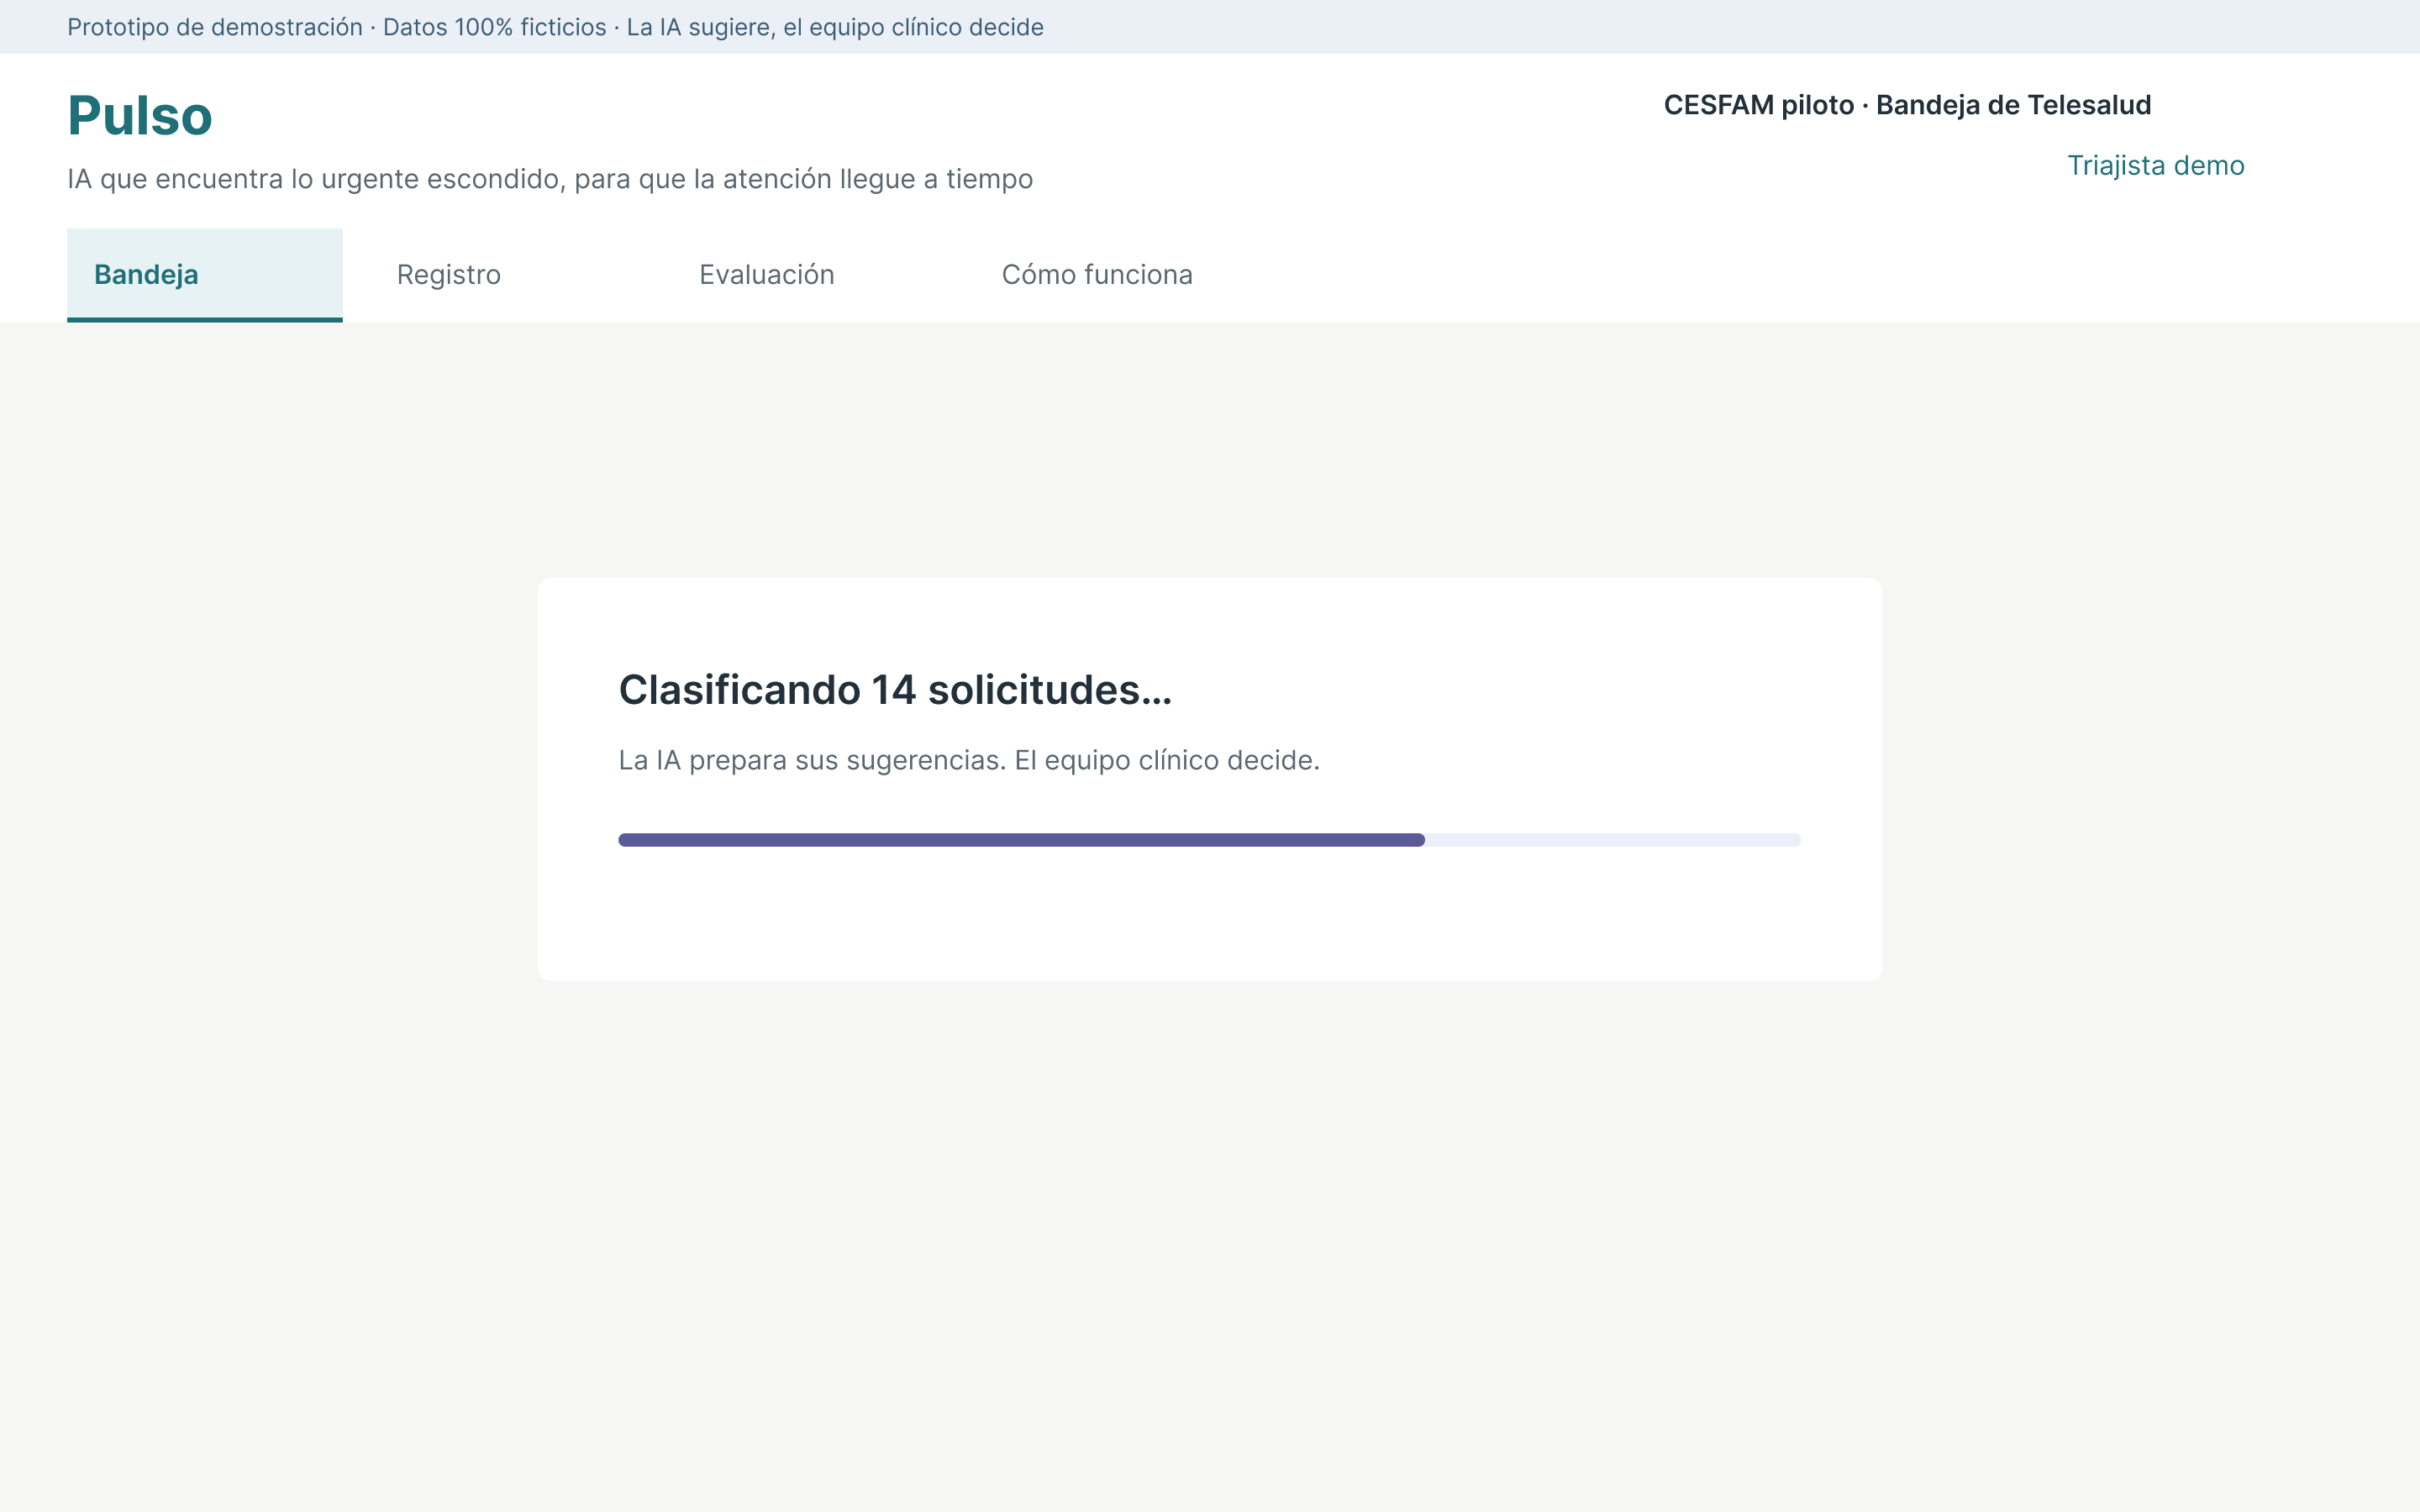 Prototipo de demostración · Datos 100% ficticios · La IA sugiere, el equipo clínico decide
Pulso
CESFAM piloto · Bandeja de Telesalud
Triajista demo
IA que encuentra lo urgente escondido, para que la atención llegue a tiempo
Bandeja
Registro
Evaluación
Cómo funciona
Clasificando 14 solicitudes...
La IA prepara sus sugerencias. El equipo clínico decide.